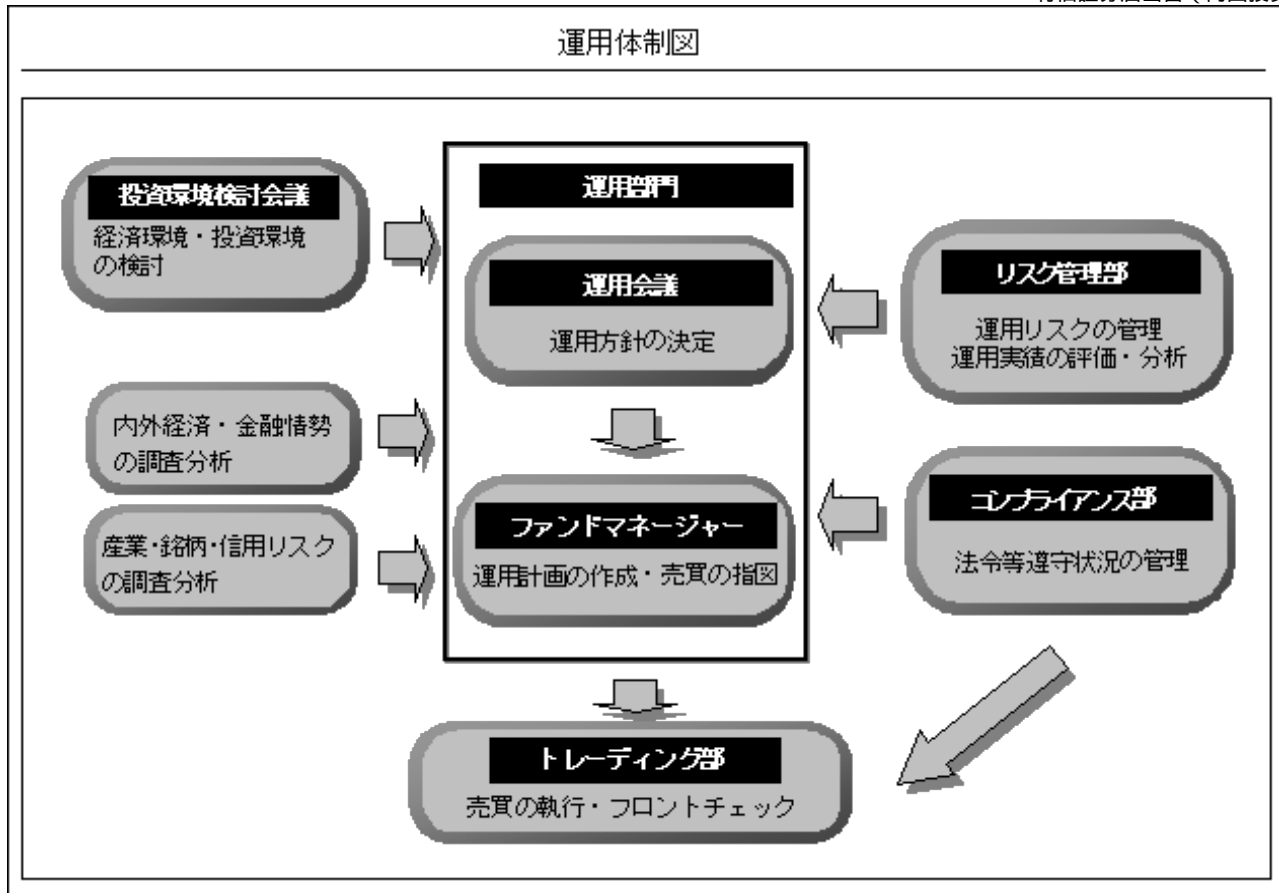 運用体制図
投資環境検討会議
経済環境・投資環境
の検討
運用部門
運用会議
運用方針の決定
リスク管理部
運用リスクの管理
運用実績の評価・分析
内外経済・金融情勢
の調査分析
産業・銘柄・信用リスク
の調査分析
ファンドマネージャー
運用計画の作成・売買の指図
コンプライアンス部
法令等遵守状況の管理
トレーディング部
売買の執行・フロントチェック